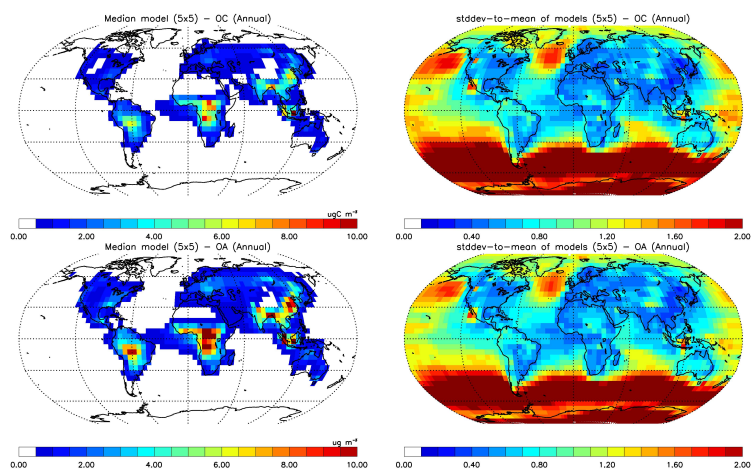 Median model (5x5) - OC (Annual)
stddev-to-mean of models (5x5) - OC (Annual)
ugC m⁻³
0.00 2.00 4.00 6.00 8.00 10.00
0.00 0.40 0.80 1.20 1.60 2.00
Median model (5x5) - OA (Annual)
stddev-to-mean of models (5x5) - OA (Annual)
ug m⁻³
0.00 2.00 4.00 6.00 8.00 10.00
0.00 0.40 0.80 1.20 1.60 2.00